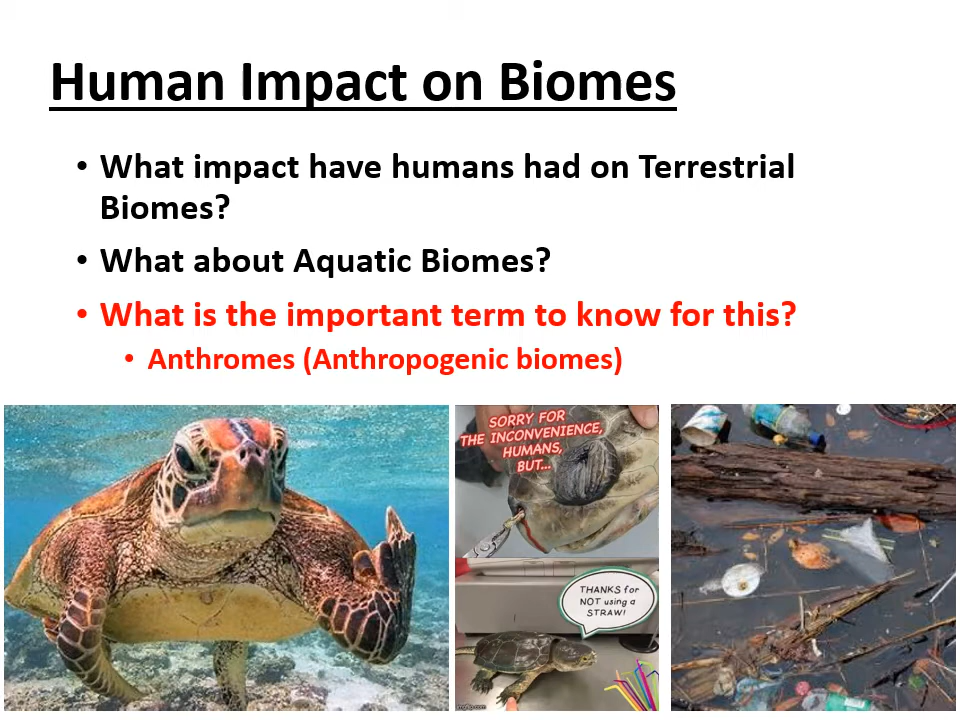 Human Impact on Biomes
• What impact have humans had on Terrestrial
Biomes?
• What about Aquatic Biomes?
• What is the important term to know for this?
• Anthromes (Anthropogenic biomes)
SORRY FOR
THE INCONVENIENCE,
HUMANS,
BUT...
THANKS for
NOT using a
STRAW!
imgflip.com